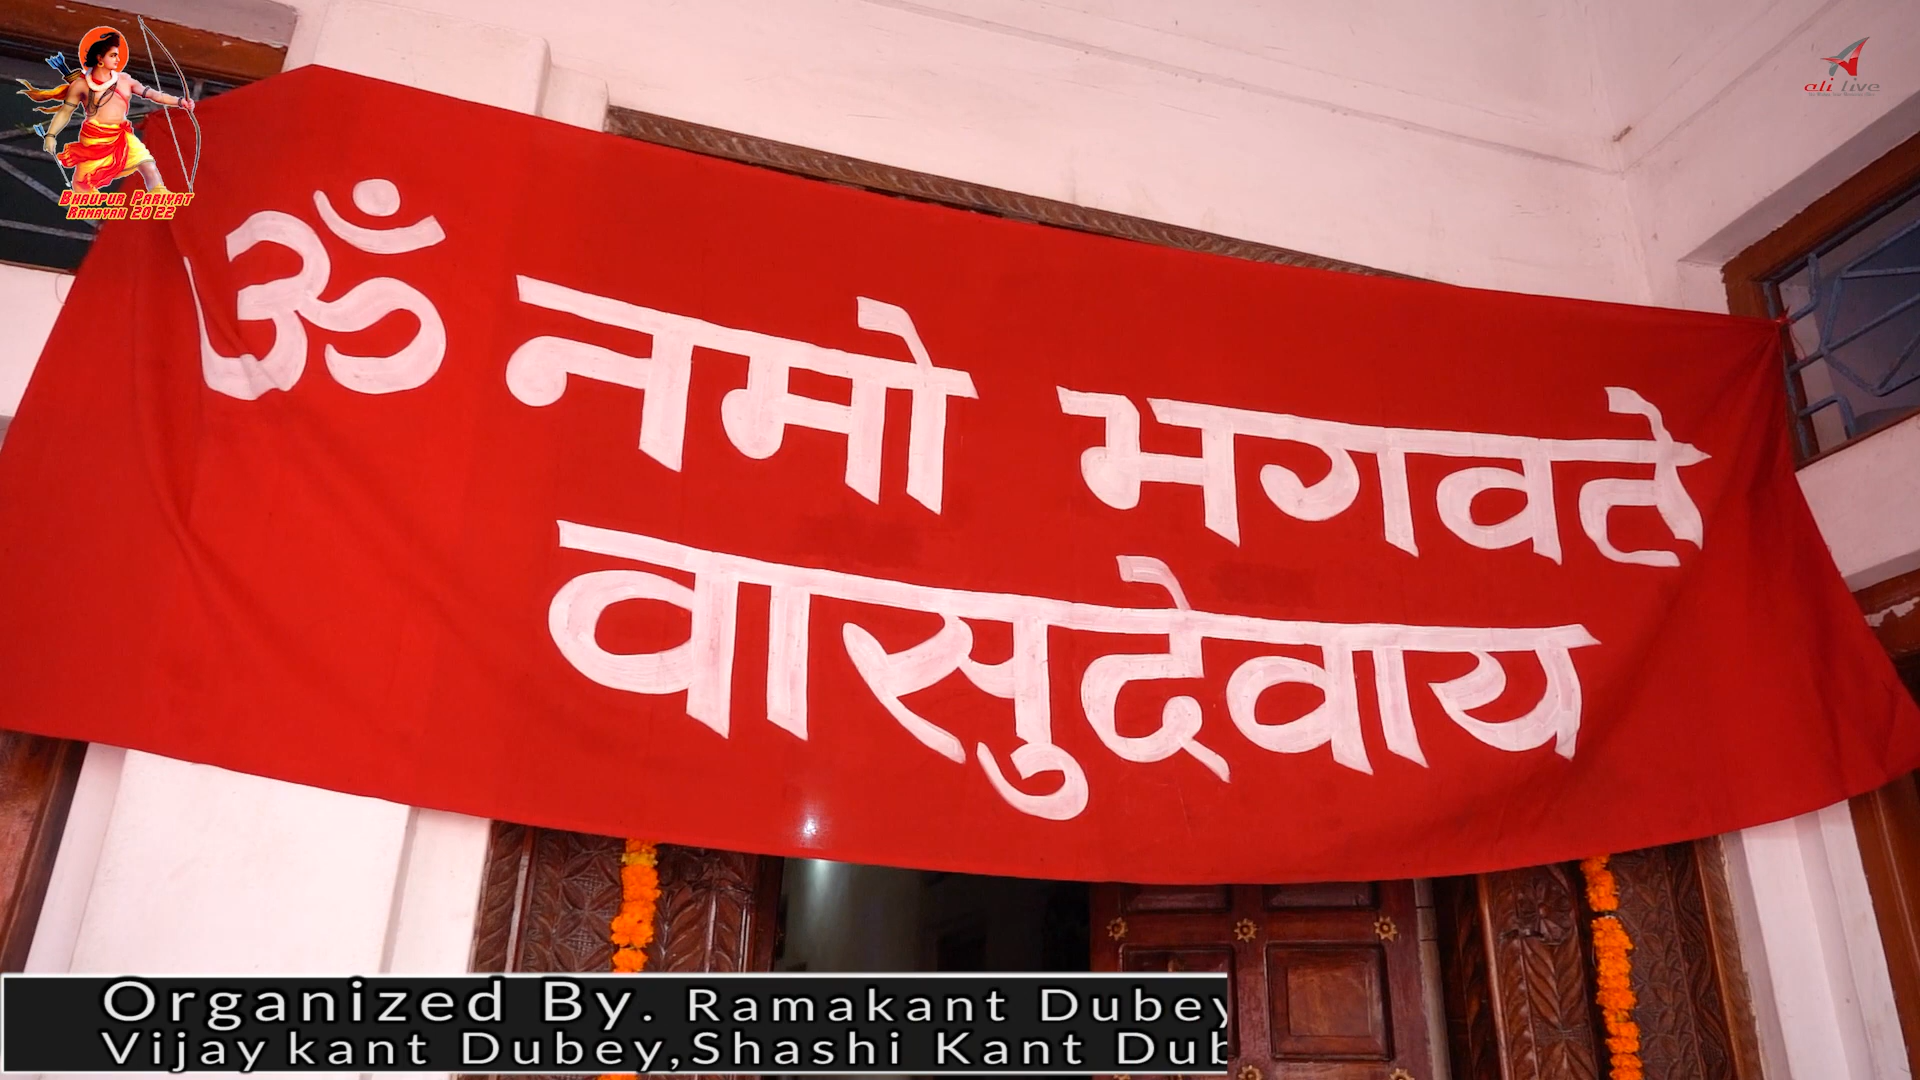 Bhaupur Pariyat
Ramayan 2022
ali live
ॐ नमो भगवते
वासुदेवाय
Organized By. Ramakant Dubey
Vijay kant Dubey,Shashi Kant Dub